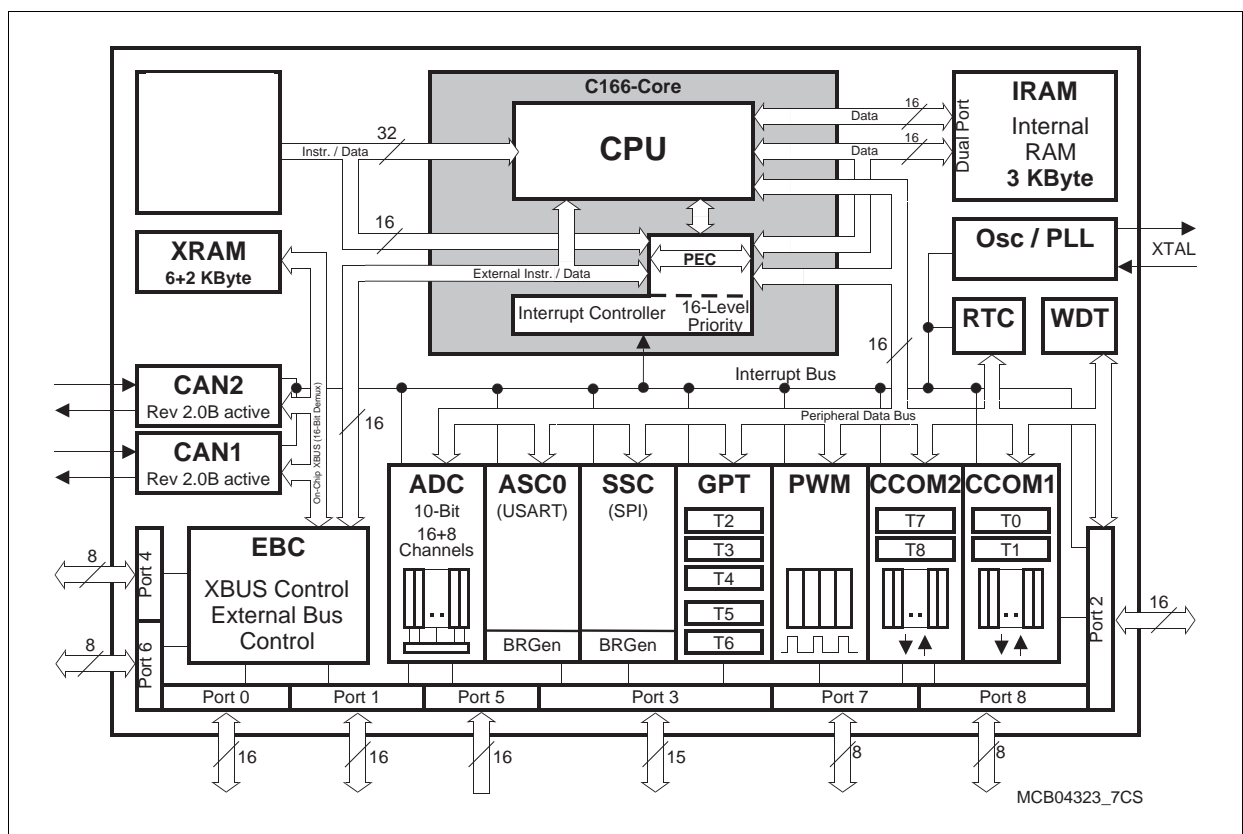 C166-Core
CPU
32
Instr. / Data
16
Data
16
Data
Dual Port
IRAM
Internal
RAM
3 KByte
16
XRAM
6+2 KByte
External Instr. / Data
PEC
Interrupt Controller
16-Level
Priority
Osc / PLL
XTAL
RTC
WDT
16
Interrupt Bus
Peripheral Data Bus
CAN2
Rev 2.0B active
CAN1
Rev 2.0B active
On-Chip XBUS (16-Bit Demux)
16
EBC
XBUS Control
External Bus
Control
ADC
10-Bit
16+8
Channels
ASC0
(USART)
BRGen
SSC
(SPI)
BRGen
GPT
T2
T3
T4
T5
T6
PWM
CCOM2
T7
T8
CCOM1
T0
T1
8
Port 4
8
Port 6
Port 2
16
Port 0
Port 1
Port 5
Port 3
Port 7
Port 8
16
16
16
15
8
8
MCB04323_7CS